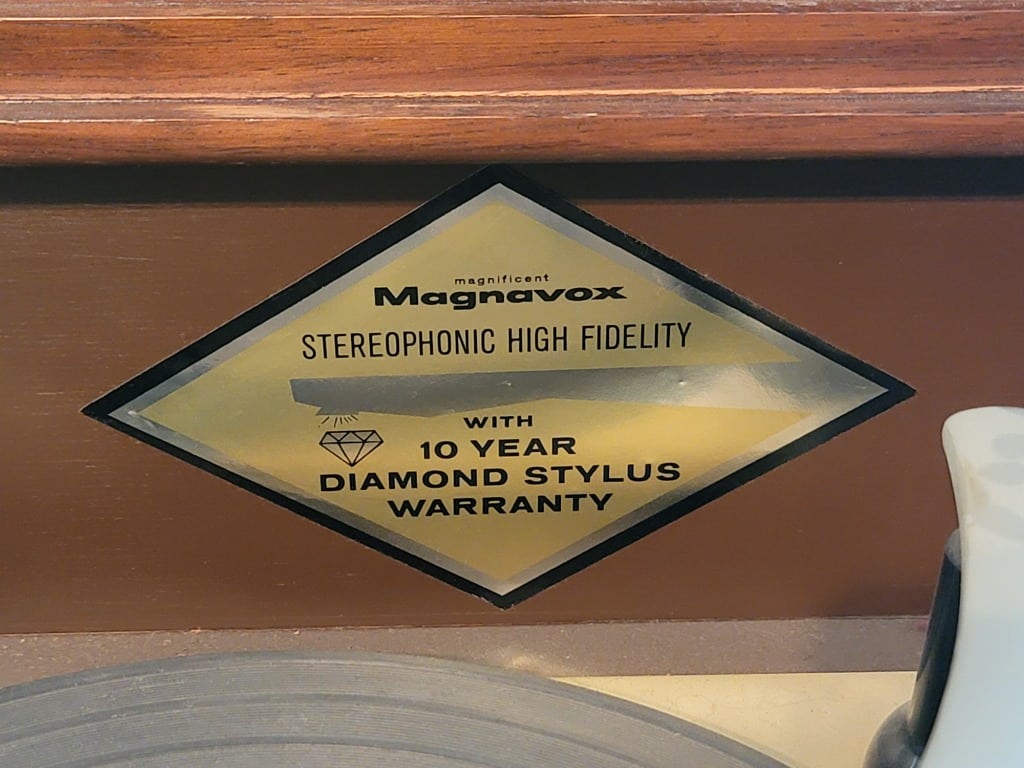 magnificent
Magnavox
STEREOPHONIC HIGH FIDELITY
WITH
10 YEAR
DIAMOND STYLUS
WARRANTY